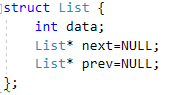 struct List {
    int data;
    List* next=NULL;
    List* prev=NULL;
};